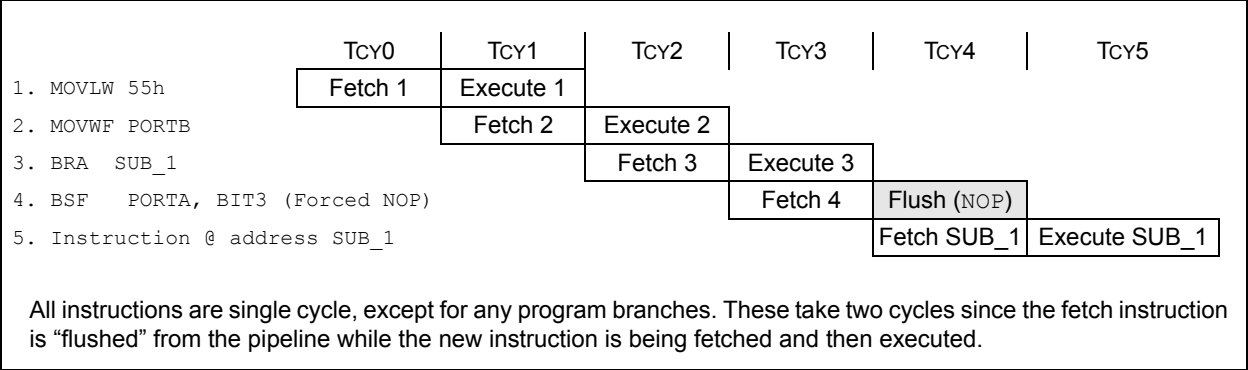 TCY0 TCY1 TCY2 TCY3 TCY4 TCY5
1. MOVLW 55h Fetch 1 Execute 1
2. MOVWF PORTB Fetch 2 Execute 2
3. BRA SUB_1 Fetch 3 Execute 3
4. BSF PORTA, BIT3 (Forced NOP) Fetch 4 Flush (NOP)
5. Instruction @ address SUB_1 Fetch SUB_1 Execute SUB_1
All instructions are single cycle, except for any program branches. These take two cycles since the fetch instruction
is “flushed” from the pipeline while the new instruction is being fetched and then executed.